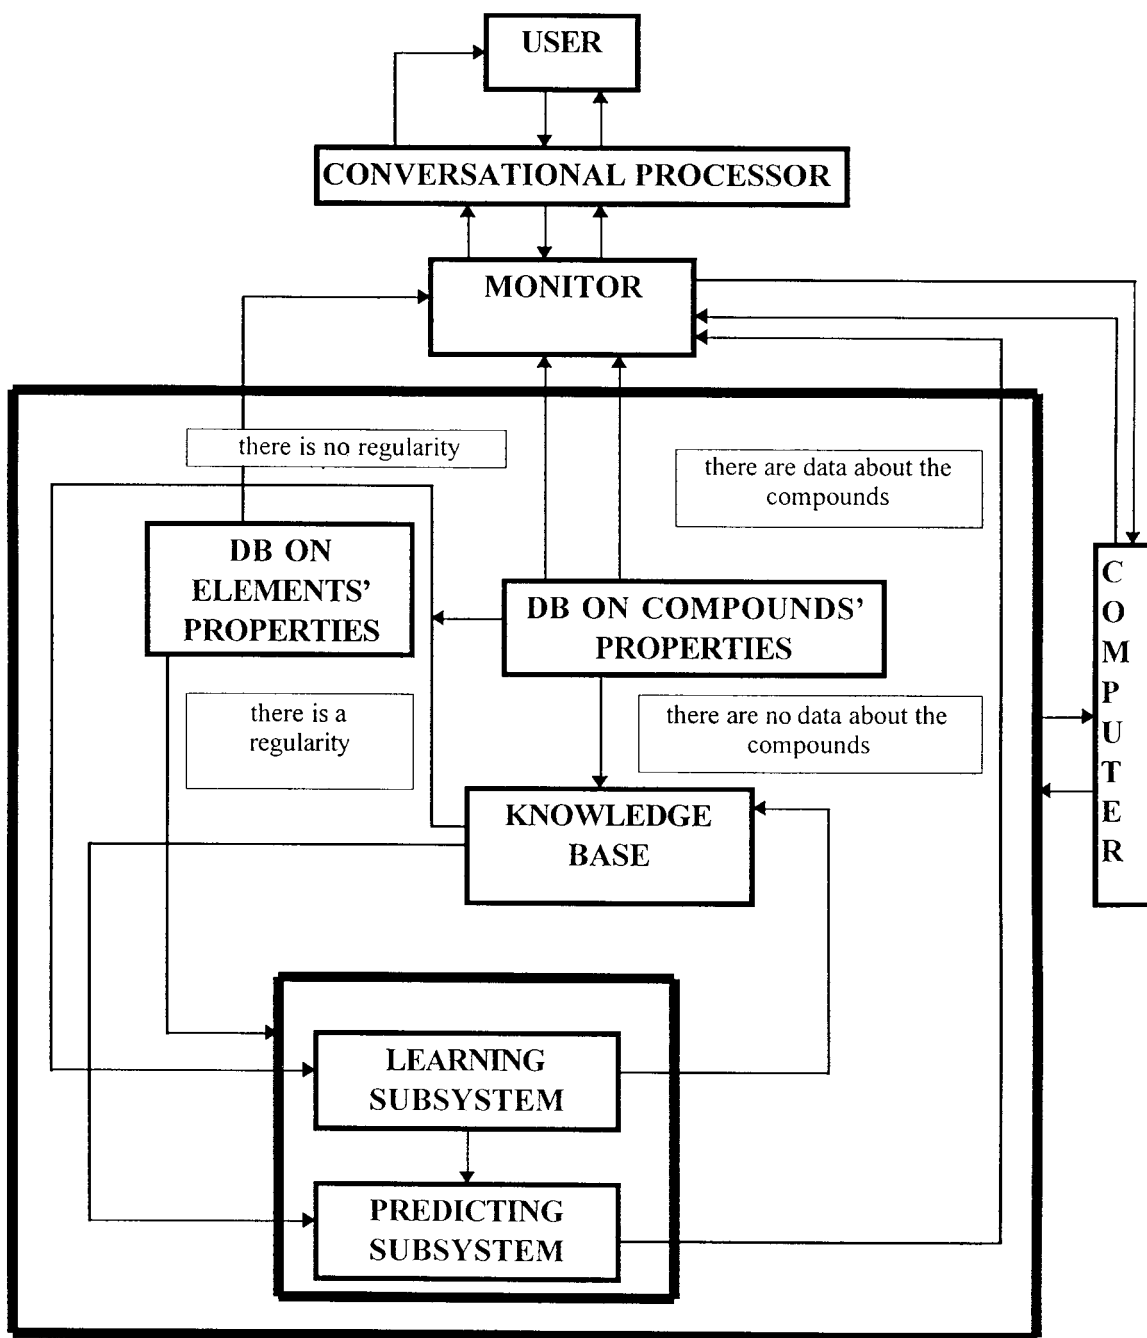 USER
CONVERSATIONAL PROCESSOR
MONITOR
there is no regularity
there are data about the
compounds
DB ON
ELEMENTS’
PROPERTIES
DB ON COMPOUNDS’
PROPERTIES
COMPUTER
there is a
regularity
there are no data about the
compounds
KNOWLEDGE
BASE
LEARNING
SUBSYSTEM
PREDICTING
SUBSYSTEM